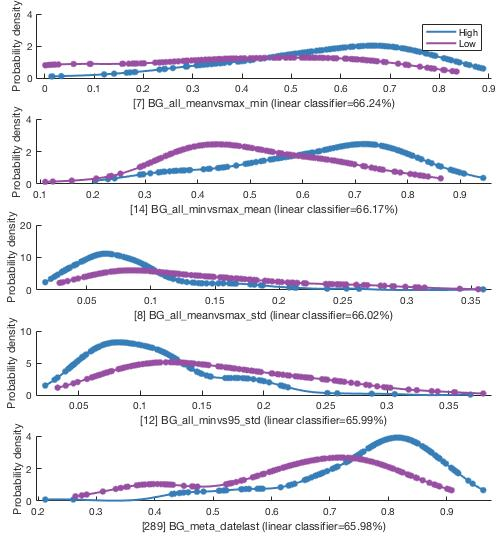 Probability density
4
2
0
High
Low
0 0.1 0.2 0.3 0.4 0.5 0.6 0.7 0.8 0.9
[7] BG_all_meanvsmax_min (linear classifier=66.24%)
Probability density
4
2
0
0.1 0.2 0.3 0.4 0.5 0.6 0.7 0.8 0.9
[14] BG_all_minvsmax_mean (linear classifier=66.17%)
Probability density
20
10
0
0.05 0.1 0.15 0.2 0.25 0.3 0.35
[8] BG_all_meanvsmax_std (linear classifier=66.02%)
Probability density
10
5
0
0.05 0.1 0.15 0.2 0.25 0.3 0.35
[12] BG_all_minvs95_std (linear classifier=65.99%)
Probability density
4
2
0
0.2 0.3 0.4 0.5 0.6 0.7 0.8 0.9
[289] BG_meta_datelast (linear classifier=65.98%)